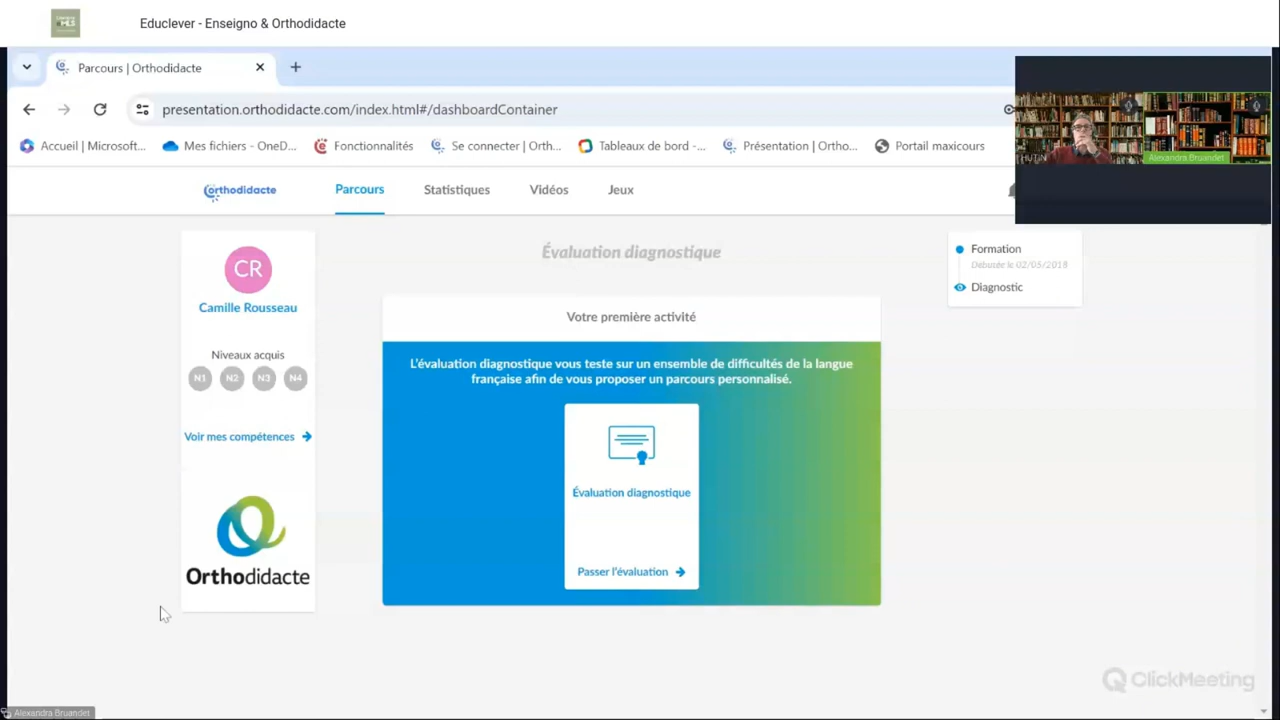 Educlever - Enseigno & Orthodidacte
Parcours | Orthodidacte
presentation.orthodidacte.com/index.html#/dashboardContainer
Accueil | Microsoft...
Mes fichiers - OneD...
Fonctionnalités
Se connecter | Orth...
Tableaux de bord -...
Présentation | Ortho...
Portail maxicours
HUTIN
Alexandra Bruandet
orthodidacte
Parcours
Statistiques
Vidéos
Jeux
CR
Camille Rousseau
Niveaux acquis
N1 N2 N3 N4
Voir mes compétences
Orthodidacte
Évaluation diagnostique
Votre première activité
L'évaluation diagnostique vous teste sur un ensemble de difficultés de la langue
française afin de vous proposer un parcours personnalisé.
Évaluation diagnostique
Passer l'évaluation
Formation
Débutée le 02/05/2018
Diagnostic
ClickMeeting
Alexandra Bruandet